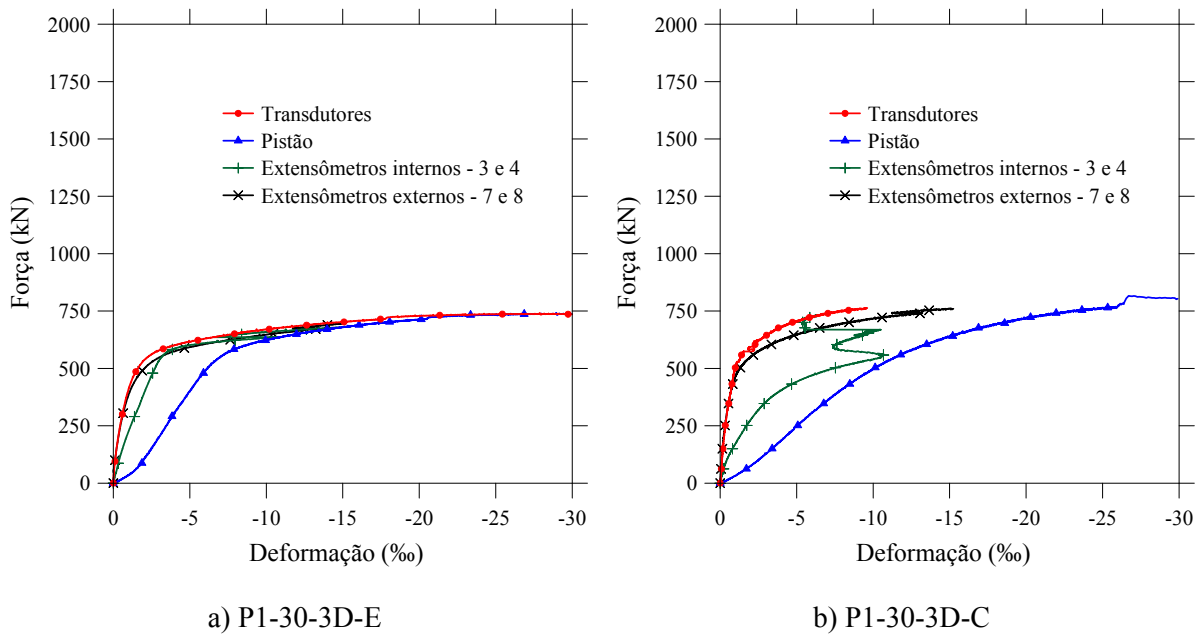 2000
1750
1500
1250
1000
750
500
250
0
Força (kN)
Transdutores
Pistão
Extensômetros internos - 3 e 4
Extensômetros externos - 7 e 8
0 -5 -10 -15 -20 -25 -30
Deformação (‰)
a) P1-30-3D-E
2000
1750
1500
1250
1000
750
500
250
0
Força (kN)
Transdutores
Pistão
Extensômetros internos - 3 e 4
Extensômetros externos - 7 e 8
0 -5 -10 -15 -20 -25 -30
Deformação (‰)
b) P1-30-3D-C